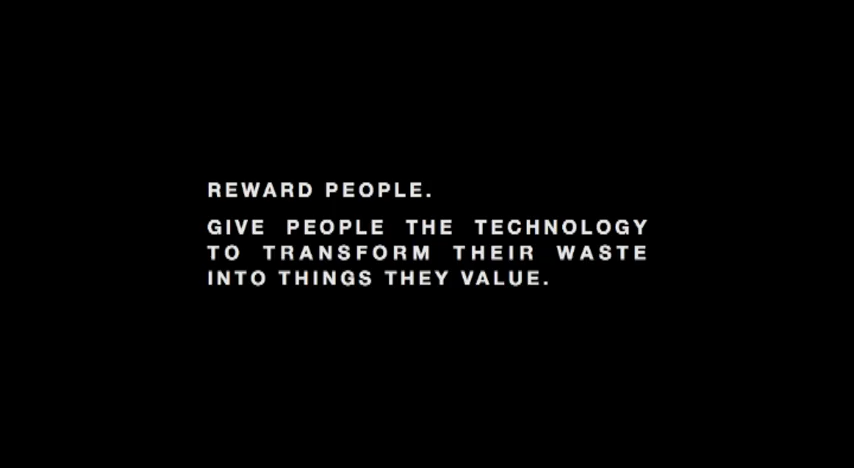 REWARD PEOPLE.
GIVE PEOPLE THE TECHNOLOGY
TO TRANSFORM THEIR WASTE
INTO THINGS THEY VALUE.